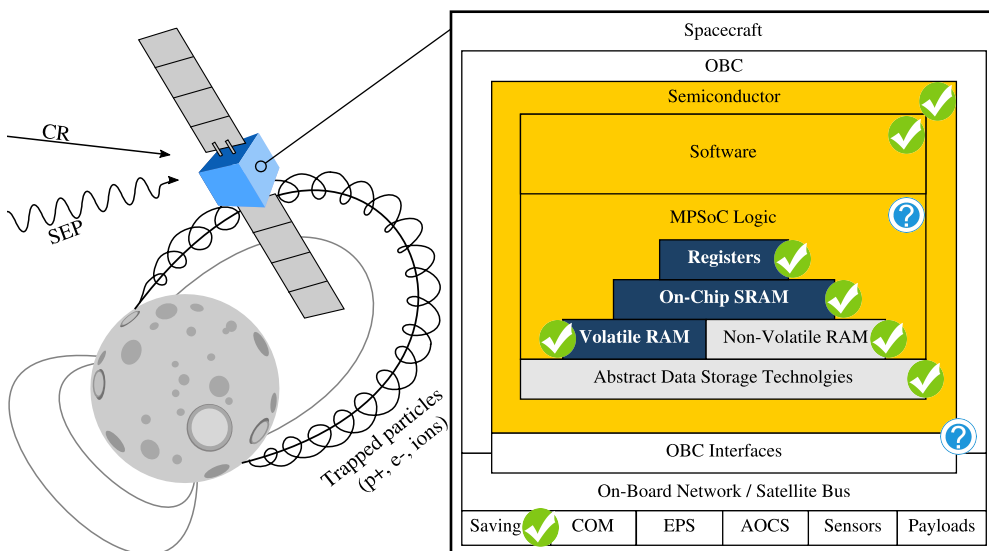 CR
SEP
Trapped particles
(p+, e-, ions)
Spacecraft
OBC
Semiconductor
Software
MPSoC Logic
?
Registers
On-Chip SRAM
Volatile RAM
Non-Volatile RAM
Abstract Data Storage Technolgies
?
OBC Interfaces
On-Board Network / Satellite Bus
Saving
COM
EPS
AOCS
Sensors
Payloads